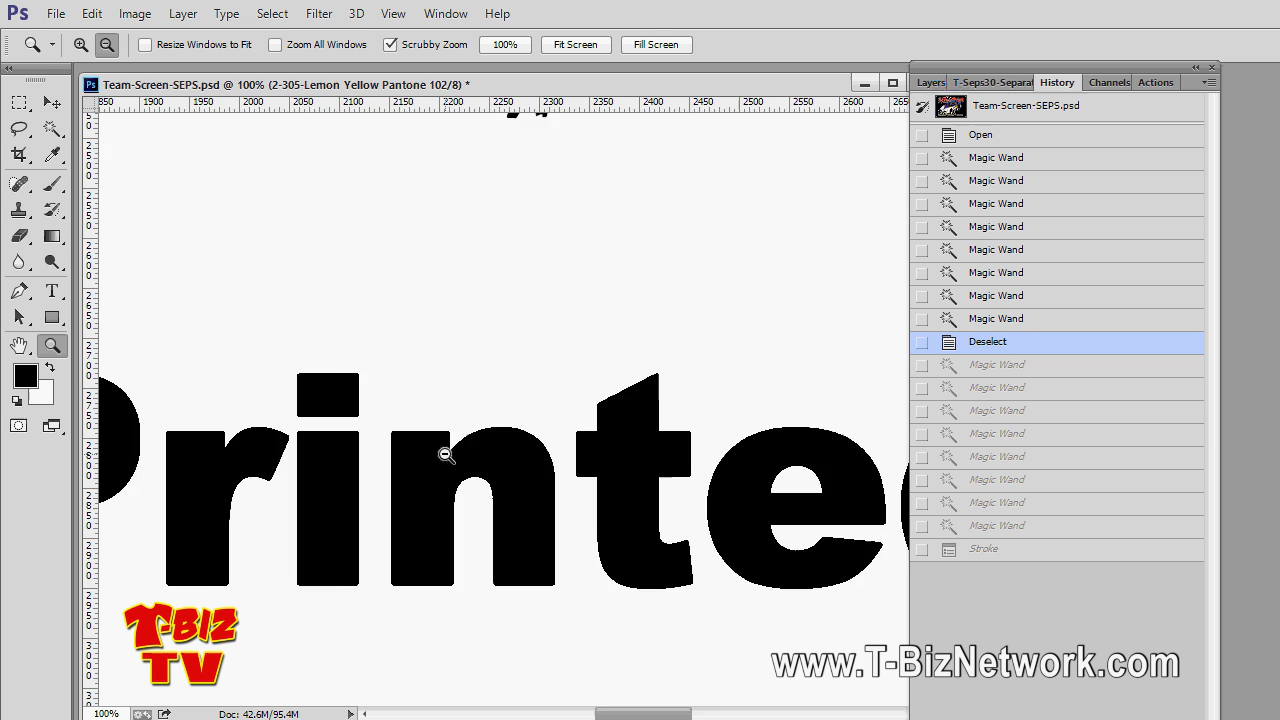 Ps File Edit Image Layer Type Select Filter 3D View Window Help
Resize Windows to Fit Zoom All Windows Scrubby Zoom 100% Fit Screen Fill Screen
Ps Team-Screen-SEPS.psd @ 100% (2-305-Lemon Yellow Pantone 102/8) *
Layers T-Seps30-Separat History Channels Actions
850 1900 1950 2000 2050 2100 2150 2200 2250 2300 2350 2400 2450 2500 2550 2600 265
Team-Screen-SEPS.psd
Open
Magic Wand
Magic Wand
Magic Wand
Magic Wand
Magic Wand
Magic Wand
Magic Wand
Magic Wand
Deselect
Magic Wand
Magic Wand
Magic Wand
Magic Wand
Magic Wand
Magic Wand
Magic Wand
Magic Wand
Stroke
Printe
T-BIZ
TV
www.T-BizNetwork.com
100% Doc: 42.6M/95.4M